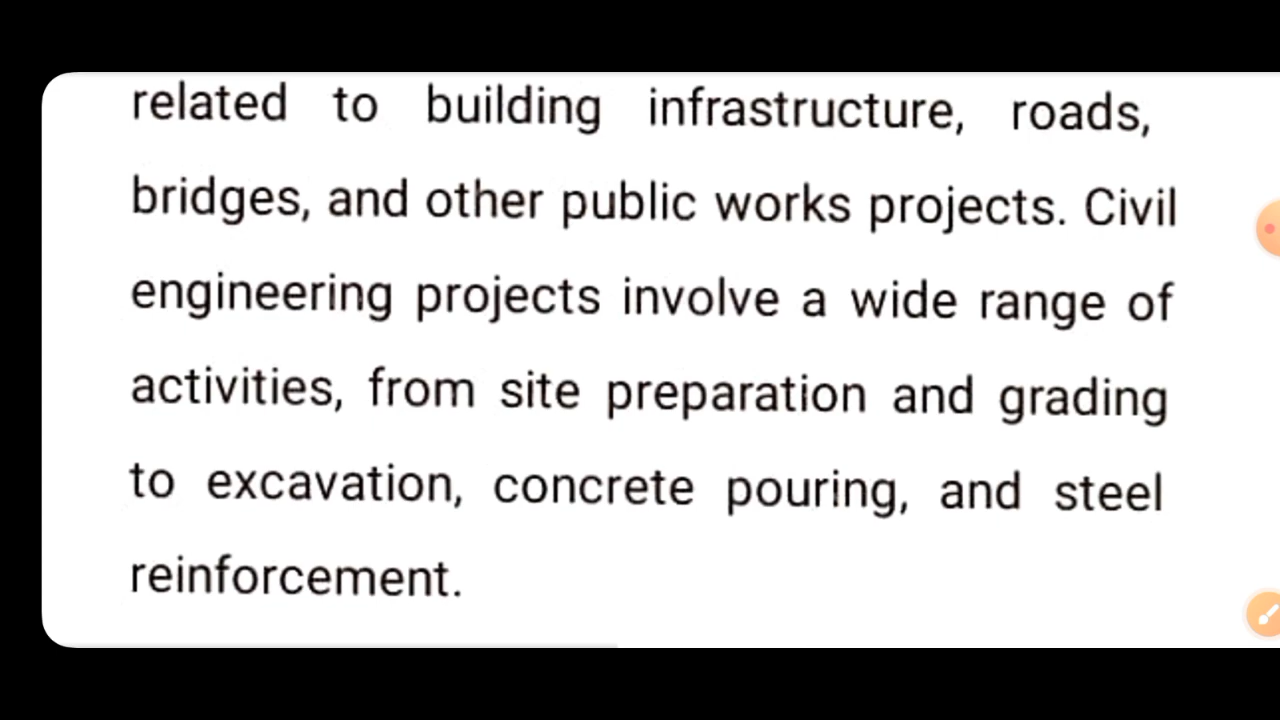 related to building infrastructure, roads,
bridges, and other public works projects. Civil
engineering projects involve a wide range of
activities, from site preparation and grading
to excavation, concrete pouring, and steel
reinforcement.